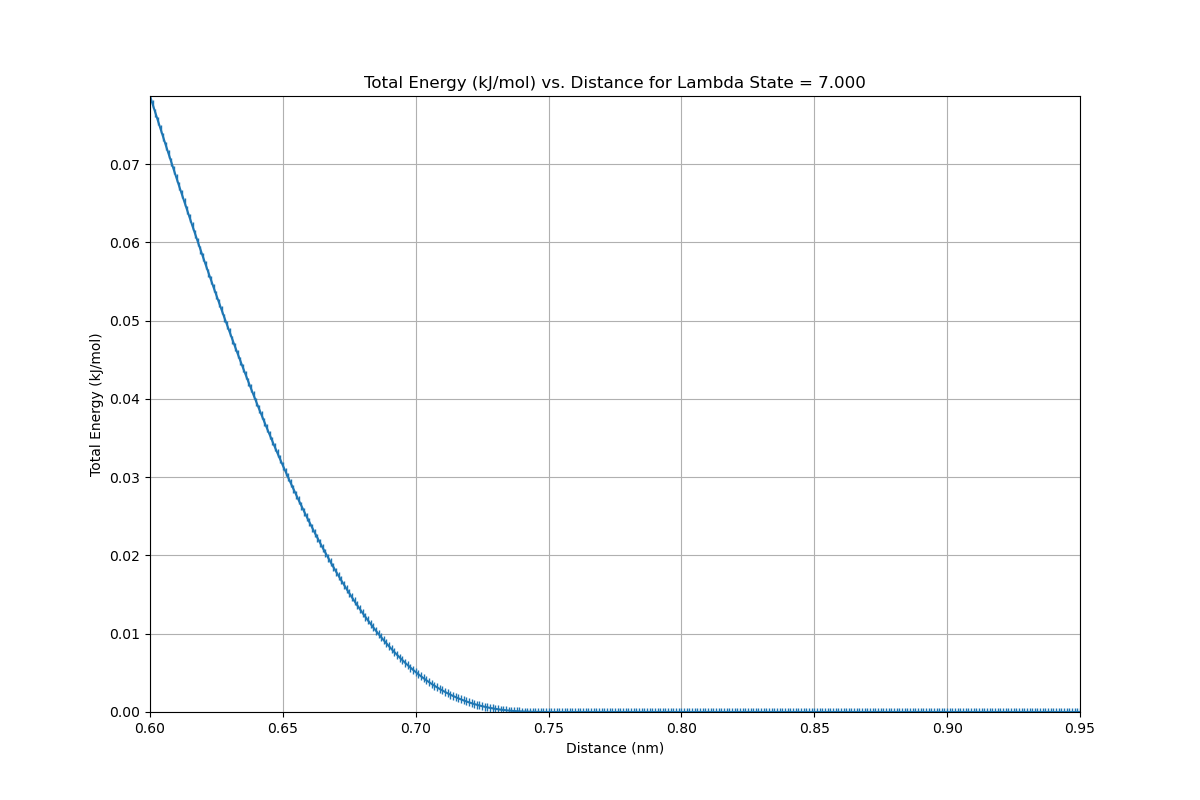 Total Energy (kJ/mol) vs. Distance for Lambda State = 7.000
0.07
0.06
0.05
0.04
0.03
0.02
0.01
0.00
Total Energy (kJ/mol)
0.60 0.65 0.70 0.75 0.80 0.85 0.90 0.95
Distance (nm)